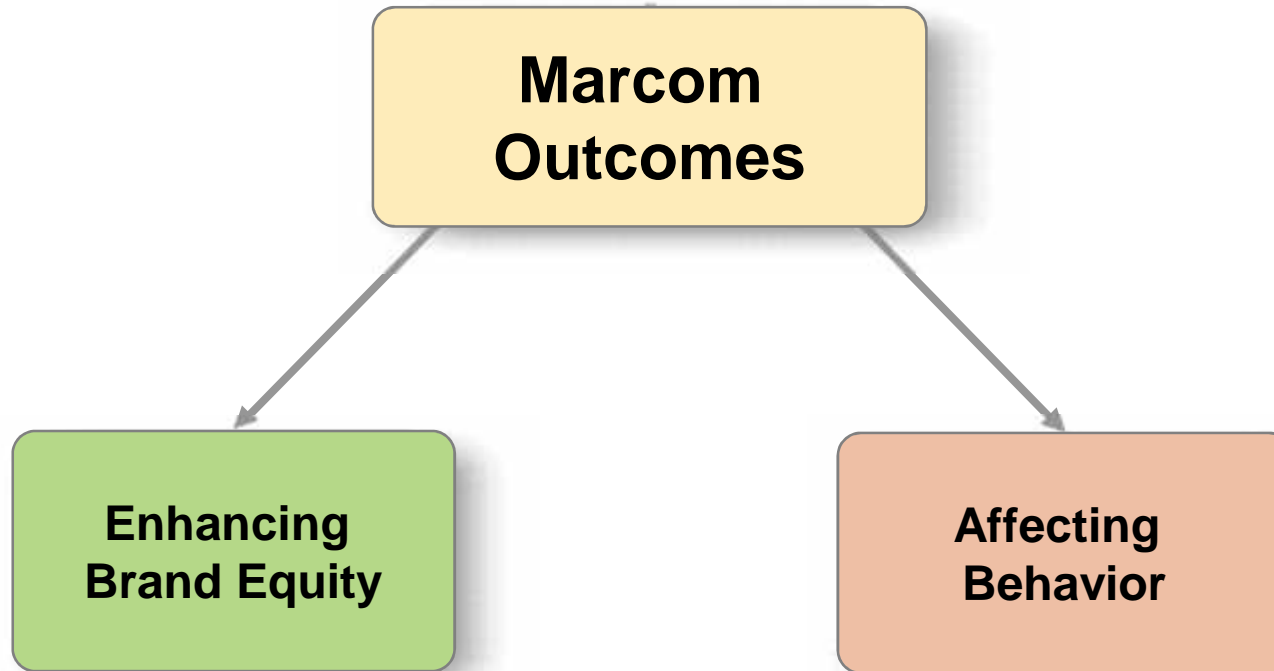 Marcom
Outcomes
Enhancing
Brand Equity
Affecting
Behavior